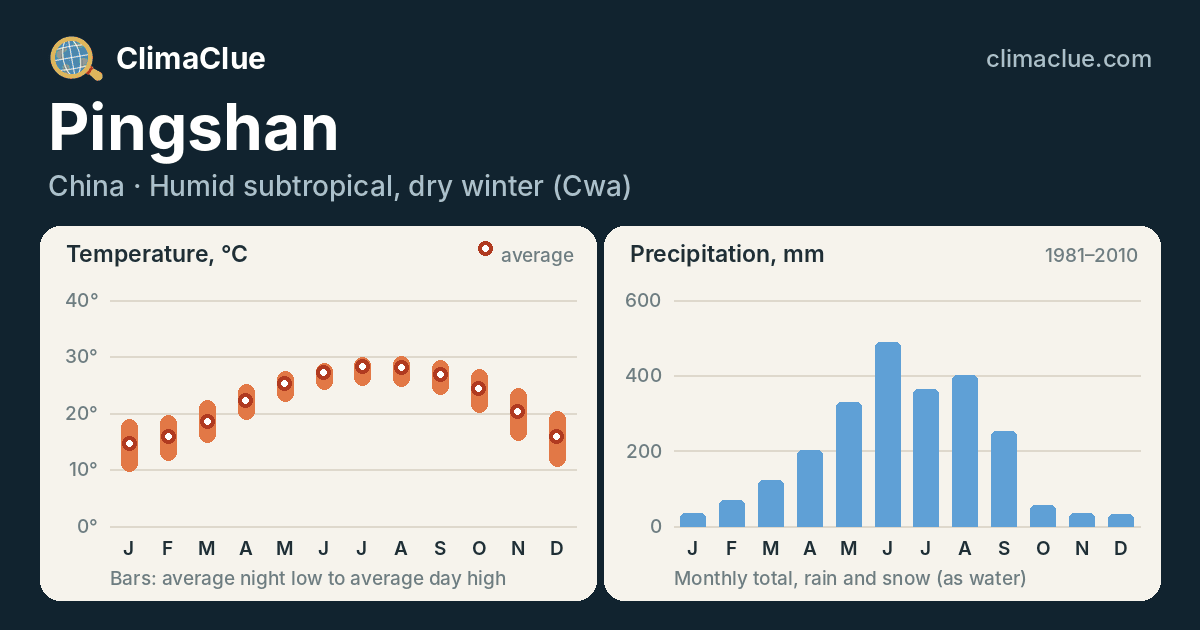 ClimaClue
climaclue.com
Pingshan
China · Humid subtropical, dry winter (Cwa)
Temperature, °C
average
40°
30°
20°
10°
0°
J F M A M J J A S O N D
Bars: average night low to average day high
Precipitation, mm
1981–2010
600
400
200
0
J F M A M J J A S O N D
Monthly total, rain and snow (as water)